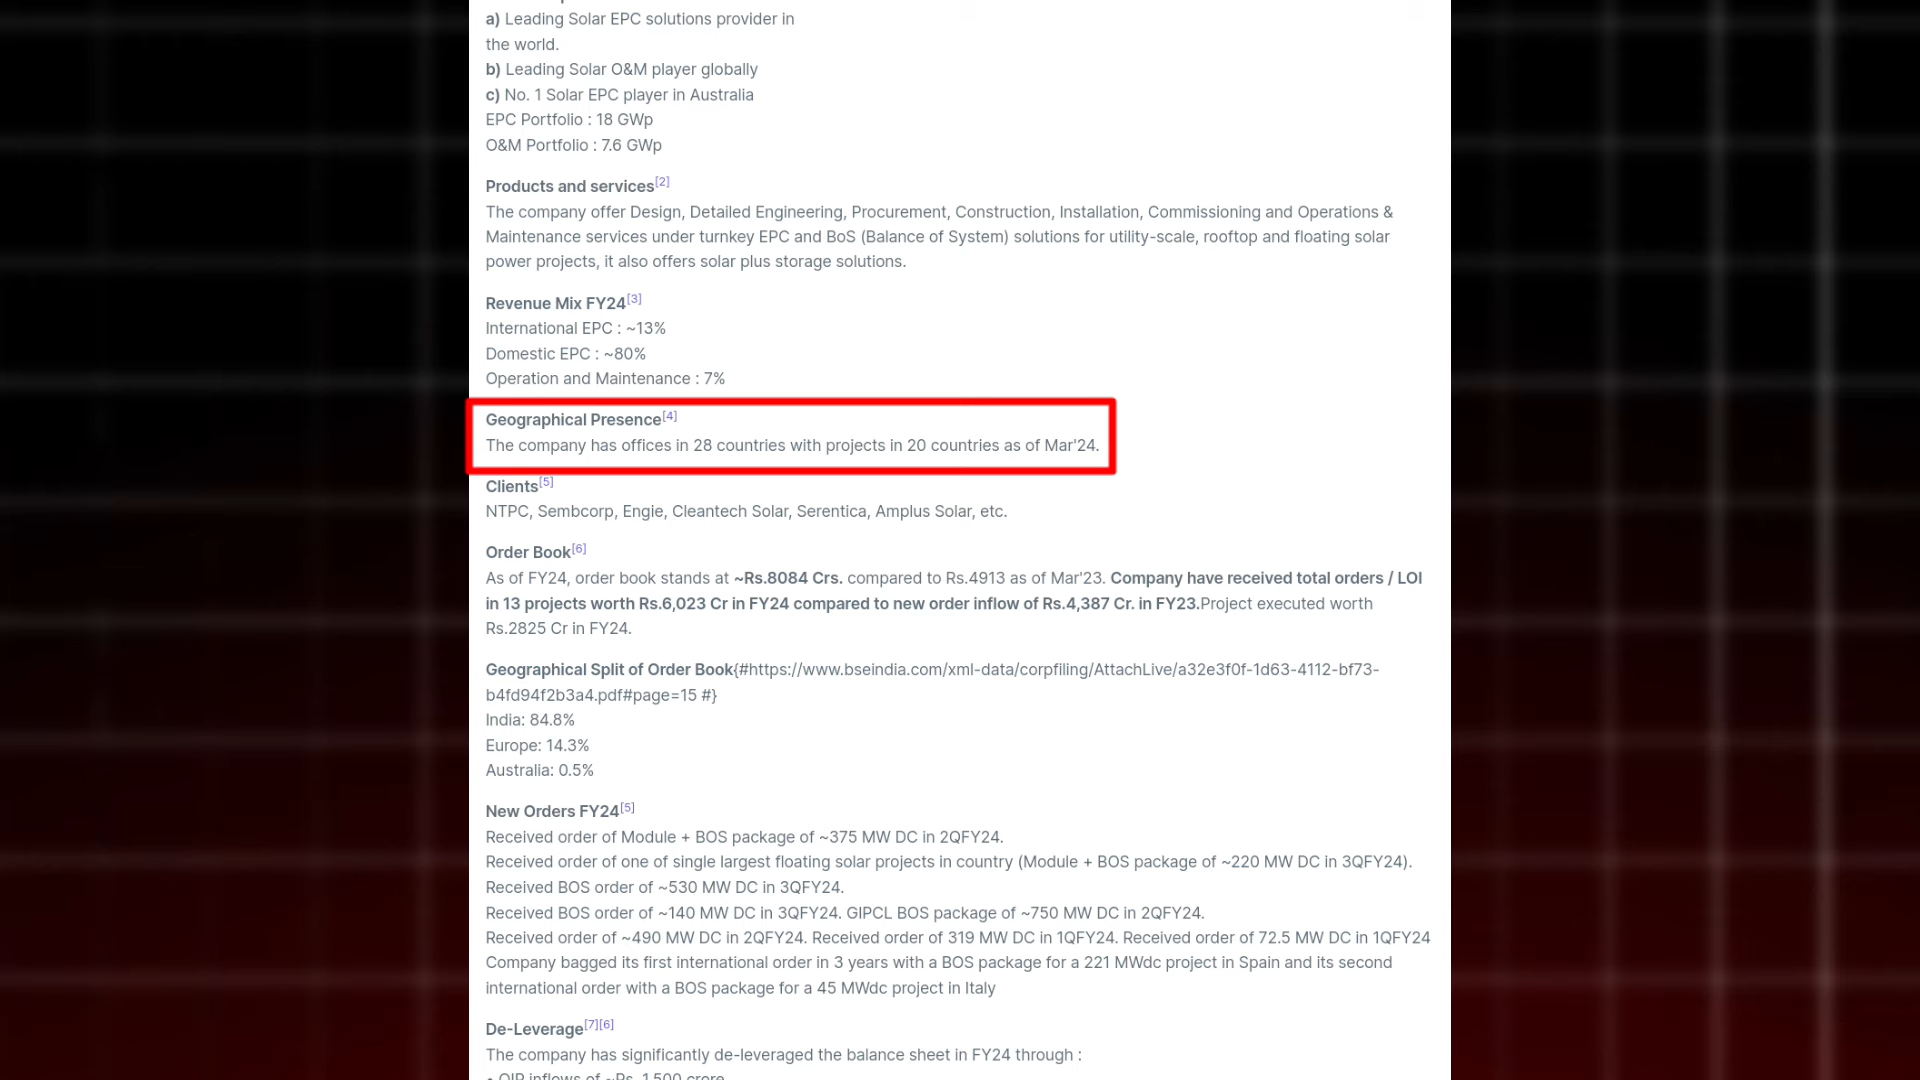 a) Leading Solar EPC solutions provider in
the world.
b) Leading Solar O&M player globally
c) No. 1 Solar EPC player in Australia
EPC Portfolio : 18 GWp
O&M Portfolio : 7.6 GWp
Products and services[2]
The company offer Design, Detailed Engineering, Procurement, Construction, Installation, Commissioning and Operations &
Maintenance services under turnkey EPC and BoS (Balance of System) solutions for utility-scale, rooftop and floating solar
power projects, it also offers solar plus storage solutions.
Revenue Mix FY24[3]
International EPC : ~13%
Domestic EPC : ~80%
Operation and Maintenance : 7%
Geographical Presence[4]
The company has offices in 28 countries with projects in 20 countries as of Mar'24.
Clients[5]
NTPC, Sembcorp, Engie, Cleantech Solar, Serentica, Amplus Solar, etc.
Order Book[6]
As of FY24, order book stands at ~Rs.8084 Crs. compared to Rs.4913 as of Mar'23. Company have received total orders / LOI
in 13 projects worth Rs.6,023 Cr in FY24 compared to new order inflow of Rs.4,387 Cr. in FY23.Project executed worth
Rs.2825 Cr in FY24.
Geographical Split of Order Book{#https://www.bseindia.com/xml-data/corpfiling/AttachLive/a32e3f0f-1d63-4112-bf73-
b4fd94f2b3a4.pdf#page=15 #}
India: 84.8%
Europe: 14.3%
Australia: 0.5%
New Orders FY24[5]
Received order of Module + BOS package of ~375 MW DC in 2QFY24.
Received order of one of single largest floating solar projects in country (Module + BOS package of ~220 MW DC in 3QFY24).
Received BOS order of ~530 MW DC in 3QFY24.
Received BOS order of ~140 MW DC in 3QFY24. GIPCL BOS package of ~750 MW DC in 2QFY24.
Received order of ~490 MW DC in 2QFY24. Received order of 319 MW DC in 1QFY24. Received order of 72.5 MW DC in 1QFY24
Company bagged its first international order in 3 years with a BOS package for a 221 MWdc project in Spain and its second
international order with a BOS package for a 45 MWdc project in Italy
De-Leverage[7][6]
The company has significantly de-leveraged the balance sheet in FY24 through :
• QIP inflows of ~Rs. 1,500 crore